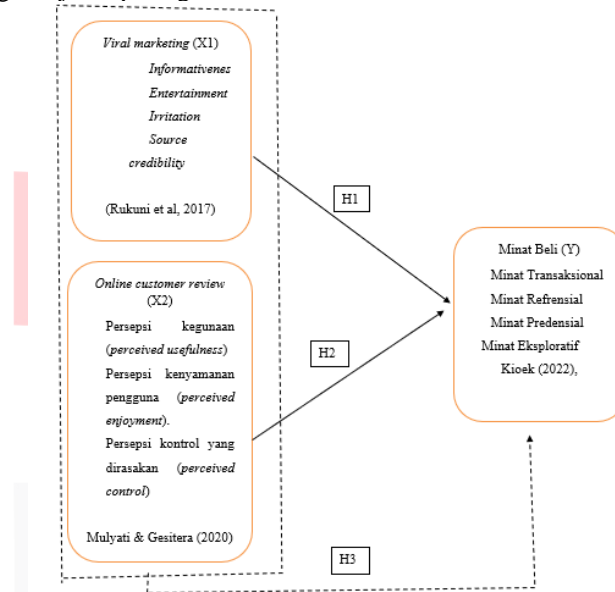 Viral marketing (X1)
Informativenes
Entertainment
Irritation
Source
credibility
(Rukuni et al, 2017)
H1
Online customer review
(X2)
Persepsi kegunaan
(perceived usefulness)
Persepsi kenyamanan
pengguna (perceived
enjoyment).
Persepsi kontrol yang
dirasakan (perceived
control)
Mulyati & Gesitera (2020)
H2
Minat Beli (Y)
Minat Transaksional
Minat Refrensial
Minat Predensial
Minat Eksploratif
Kioek (2022),
H3